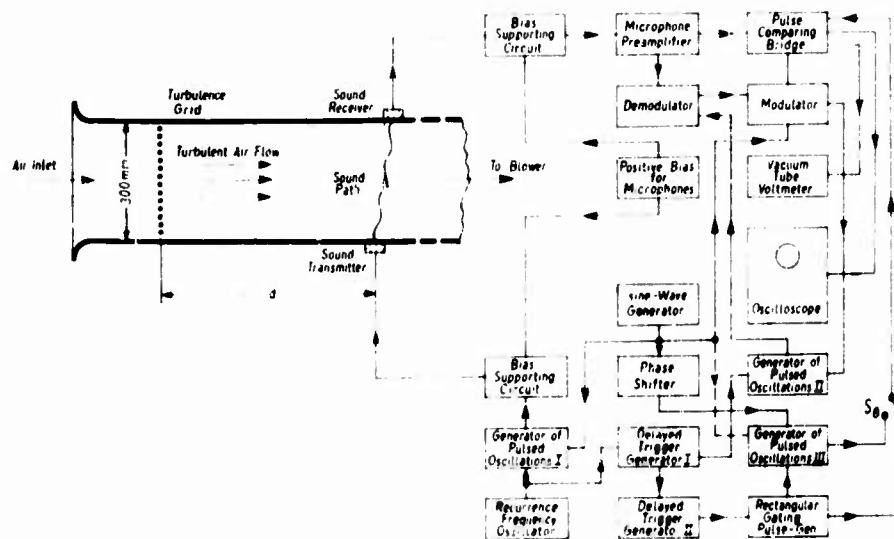 Bias
Supporting
Circuit
Microphone
Preamplifier
Pulse
Comparing
Bridge
Turbulence
Grid
Sound
Receiver
Demodulator
Modulator
Air Inlet
300mm
Turbulent Air Flow
Sound
Path
To Blower
Positive Bias
for
Microphones
Vacuum
Tube
Voltmeter
Sound
Transmitter
d
Oscilloscope
sine-Wave
Generator
Bias
Supporting
Circuit
Phase
Shifter
Generator of
Pulsed
Oscillations II
S₆
Generator of
Pulsed
Oscillations I
Delayed
Trigger
Generator I
Generator of
Pulsed
Oscillations III
Recurrence
Frequency
Oscillator
Delayed
Trigger
Generator II
Rectangular
Gating
Pulse-Gen